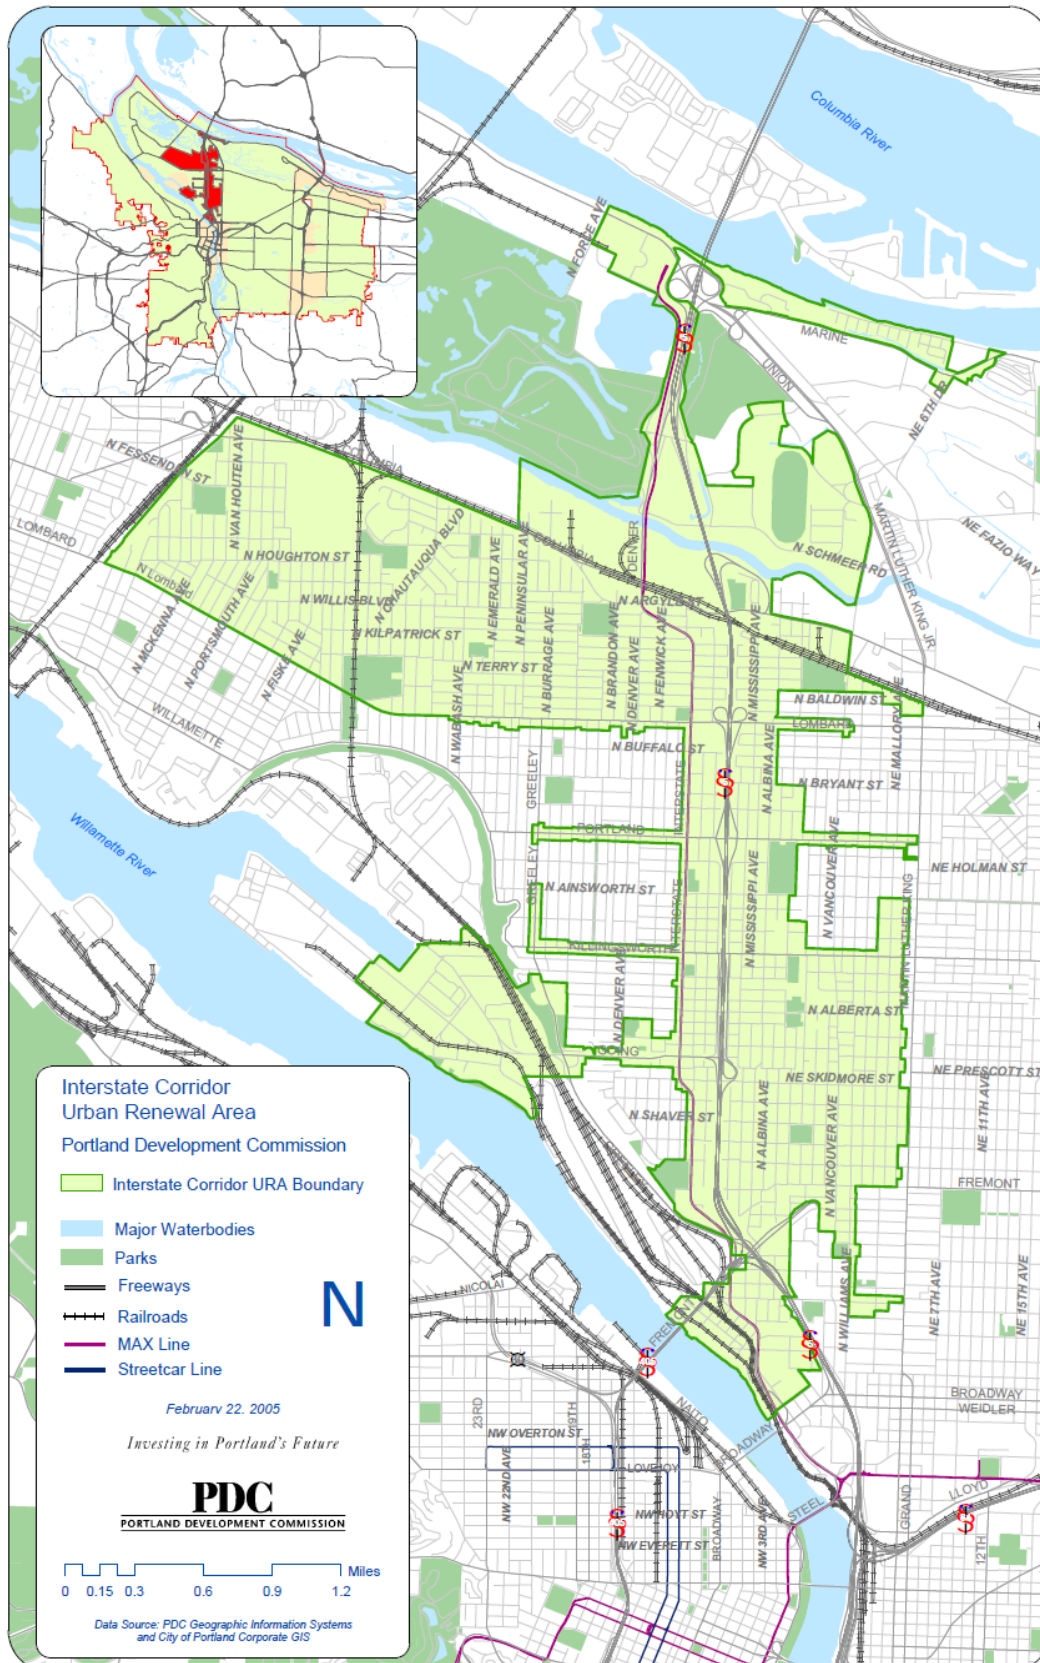 Columbia River
N FORCE AVE
MARINE
UNION
NE 6TH DR
N FESSENDEN ST
COLUMBIA
N VAN HOUTEN AVE
LOMBARD
N HOUGHTON ST
N CHAUTAUQUA BLVD
N EMERALD AVE
N PENINSULAR AVE
COLUMBIA
DENVER
N SCHMEER RD
MARTIN LUTHER KING JR
NE FAZIO WAY
N Lombard
N WILLIS BLVD
N ARGYLE ST
N MCKENNA AVE
N PORTSMOUTH AVE
N FISKE AVE
N KILPATRICK ST
N TERRY ST
N WABASH AVE
N BURRAGE AVE
N BRANDON AVE
N DENVER AVE
N FENWICK AVE
N MISSISSIPPI AVE
N BALDWIN ST
LOMBARD
WILLAMETTE
N BUFFALO ST
N ALBINA AVE
NE MALLORY AVE
GREELEY
INTERSTATE
N BRYANT ST
Willamette River
PORTLAND
GREELEY
N AINSWORTH ST
INTERSTATE
N MISSISSIPPI AVE
N VANCOUVER AVE
NE HOLMAN ST
MARTIN LUTHER KING
KILLINGSWORTH
N DENVER AVE
N ALBERTA ST
GOING
NE SKIDMORE ST
NE PRESCOTT ST
N SHAVER ST
N ALBINA AVE
N VANCOUVER AVE
NE 11TH AVE
FREMONT
N WILLIAMS AVE
NE 7TH AVE
NE 15TH AVE
NICOLAI
FREMONT
BROADWAY
WEIDLER
23RD
19TH
18TH
NAITO
NW OVERTON ST
LOVEJOY
BROADWAY
NW 22ND AVE
NW HOYT ST
NW EVERETT ST
BROADWAY
NW 3RD AVE
STEEL
GRAND
LLOYD
12TH
Interstate Corridor
Urban Renewal Area
Portland Development Commission
Interstate Corridor URA Boundary
Major Waterbodies
Parks
Freeways
Railroads
MAX Line
Streetcar Line
N
February 22, 2005
Investing in Portland's Future
PDC
PORTLAND DEVELOPMENT COMMISSION
0 0.15 0.3 0.6 0.9 1.2 Miles
Data Source: PDC Geographic Information Systems
and City of Portland Corporate GIS